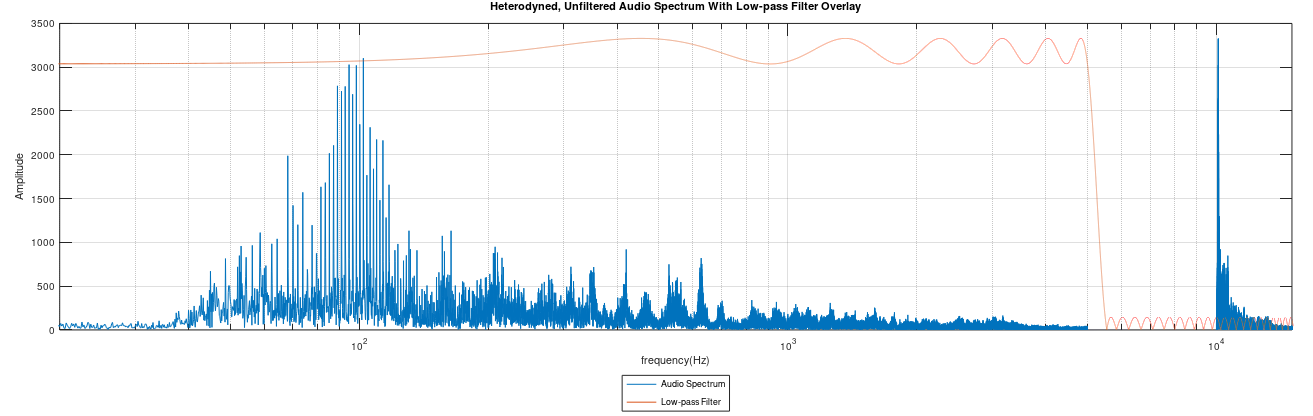 Heterodyned, Unfiltered Audio Spectrum With Low-pass Filter Overlay
3500
3000
2500
2000
1500
1000
500
0
Amplitude
10²
10³
10⁴
frequency(Hz)
Audio Spectrum
Low-pass Filter